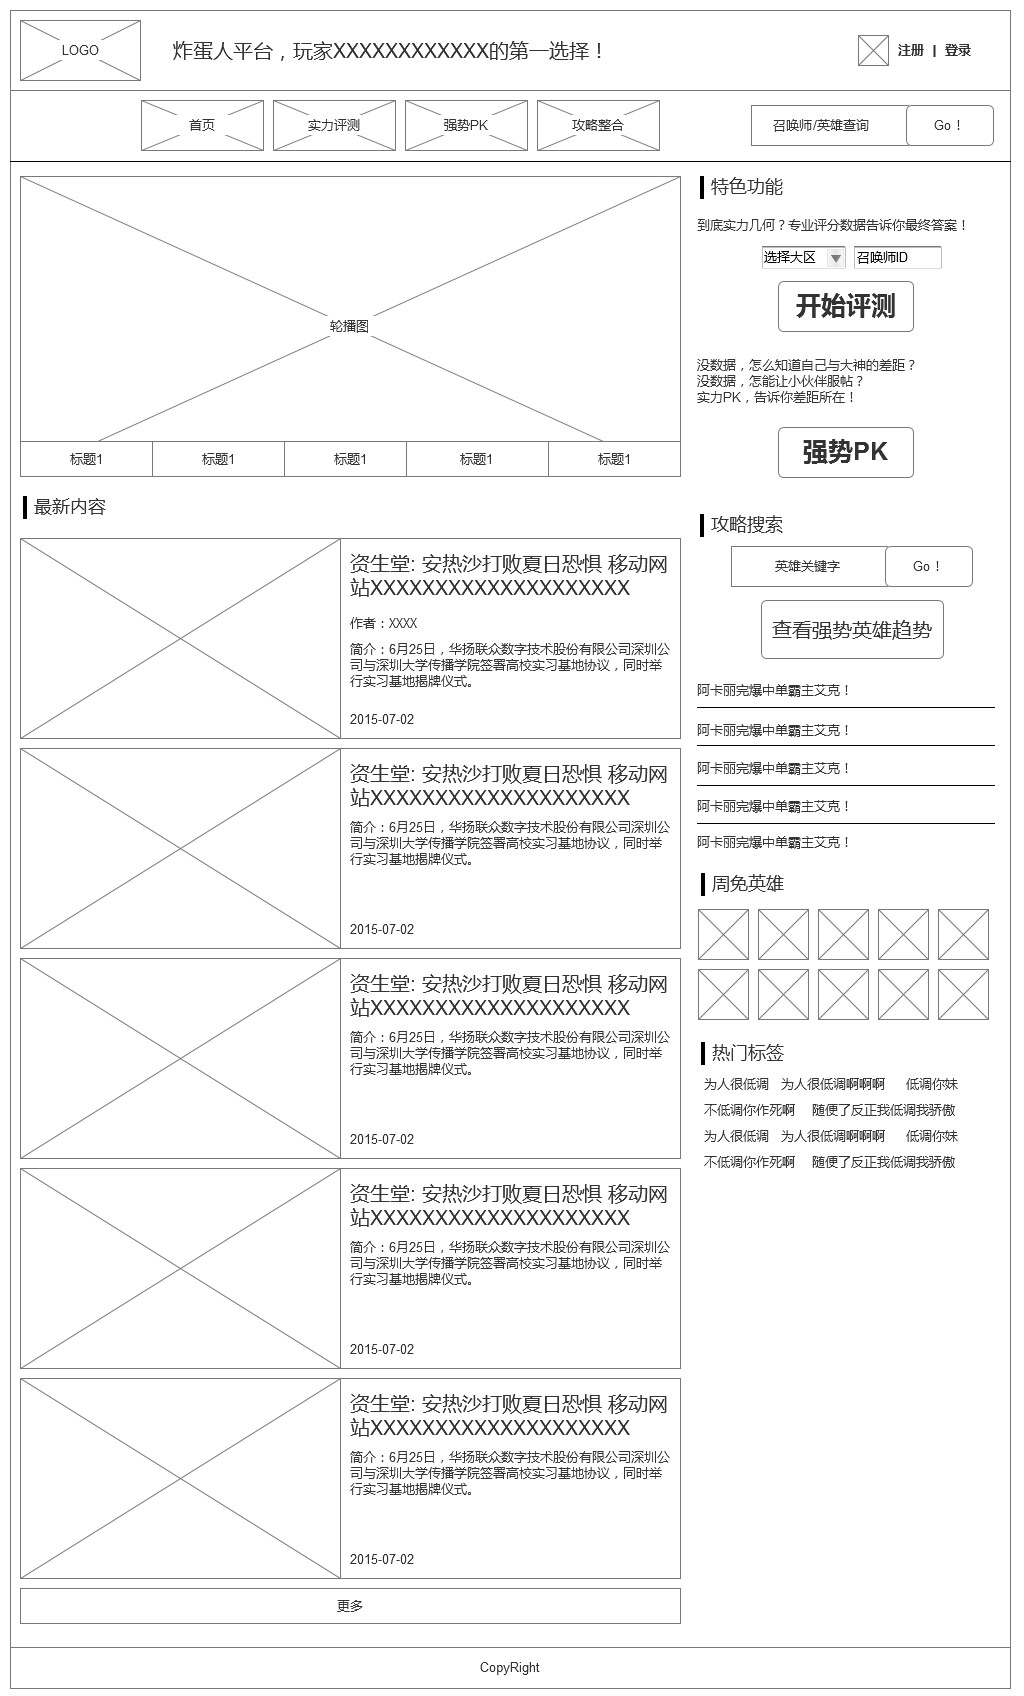 LOGO
炸蛋人平台，玩家XXXXXXXXXXXX的第一选择！
注册 | 登录
首页
实力评测
强势PK
攻略整合
召唤师/英雄查询
Go！
轮播图
标题1
标题1
标题1
标题1
标题1
最新内容
资生堂: 安热沙打败夏日恐惧 移动网
站XXXXXXXXXXXXXXXXXXXX
作者：XXXX
简介：6月25日，华扬联众数字技术股份有限公司深圳公
司与深圳大学传播学院签署高校实习基地协议，同时举
行实习基地揭牌仪式。
2015-07-02
资生堂: 安热沙打败夏日恐惧 移动网
站XXXXXXXXXXXXXXXXXXXX
简介：6月25日，华扬联众数字技术股份有限公司深圳公
司与深圳大学传播学院签署高校实习基地协议，同时举
行实习基地揭牌仪式。
2015-07-02
资生堂: 安热沙打败夏日恐惧 移动网
站XXXXXXXXXXXXXXXXXXXX
简介：6月25日，华扬联众数字技术股份有限公司深圳公
司与深圳大学传播学院签署高校实习基地协议，同时举
行实习基地揭牌仪式。
2015-07-02
资生堂: 安热沙打败夏日恐惧 移动网
站XXXXXXXXXXXXXXXXXXXX
简介：6月25日，华扬联众数字技术股份有限公司深圳公
司与深圳大学传播学院签署高校实习基地协议，同时举
行实习基地揭牌仪式。
2015-07-02
资生堂: 安热沙打败夏日恐惧 移动网
站XXXXXXXXXXXXXXXXXXXX
简介：6月25日，华扬联众数字技术股份有限公司深圳公
司与深圳大学传播学院签署高校实习基地协议，同时举
行实习基地揭牌仪式。
2015-07-02
更多
特色功能
到底实力几何？专业评分数据告诉你最终答案！
选择大区
召唤师ID
开始评测
没数据，怎么知道自己与大神的差距？
没数据，怎能让小伙伴服帖？
实力PK，告诉你差距所在！
强势PK
攻略搜索
英雄关键字
Go！
查看强势英雄趋势
阿卡丽完爆中单霸主艾克！
阿卡丽完爆中单霸主艾克！
阿卡丽完爆中单霸主艾克！
阿卡丽完爆中单霸主艾克！
阿卡丽完爆中单霸主艾克！
周免英雄
热门标签
为人很低调 为人很低调啊啊啊 低调你妹
不低调你作死啊 随便了反正我低调我骄傲
为人很低调 为人很低调啊啊啊 低调你妹
不低调你作死啊 随便了反正我低调我骄傲
CopyRight